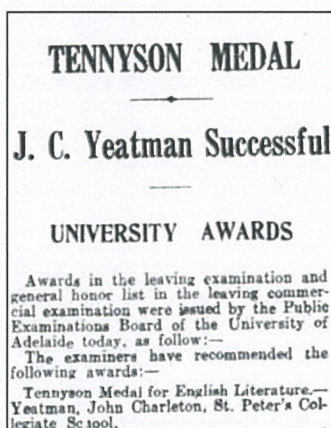 TENNYSON MEDAL
J. C. Yeatman Successful
UNIVERSITY AWARDS
Awards in the leaving examination and
general honor list in the leaving commer-
cial examination were issued by the Public
Examinations Board of the University of
Adelaide today, as follow:—
The examiners have recommended the
following awards:—
Tennyson Medal for English Literature.—
Yeatman, John Charleton, St. Peter's Col-
legiate School.